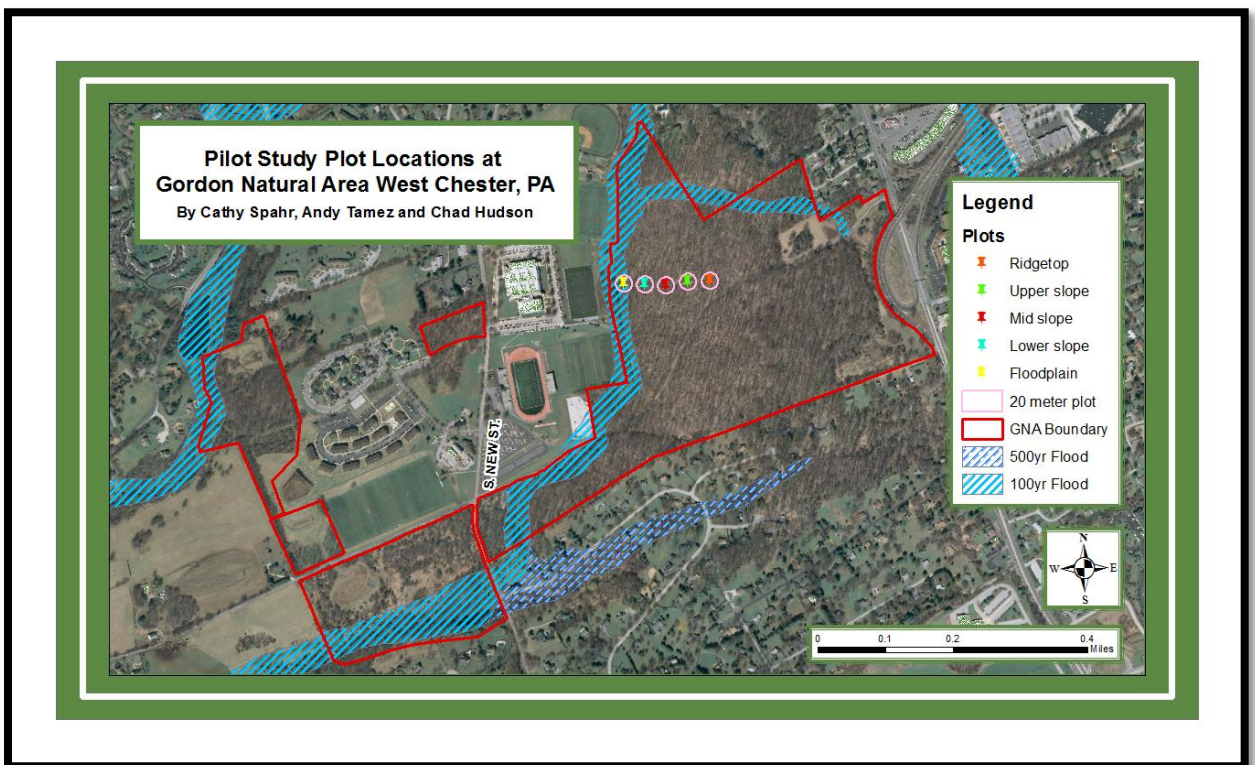 Pilot Study Plot Locations at
Gordon Natural Area West Chester, PA
By Cathy Spahr, Andy Tamez and Chad Hudson
S. NEW ST.
Legend
Plots
Ridgetop
Upper slope
Mid slope
Lower slope
Floodplain
20 meter plot
GNA Boundary
500yr Flood
100yr Flood
N
W E
S
0 0.1 0.2 0.4
Miles